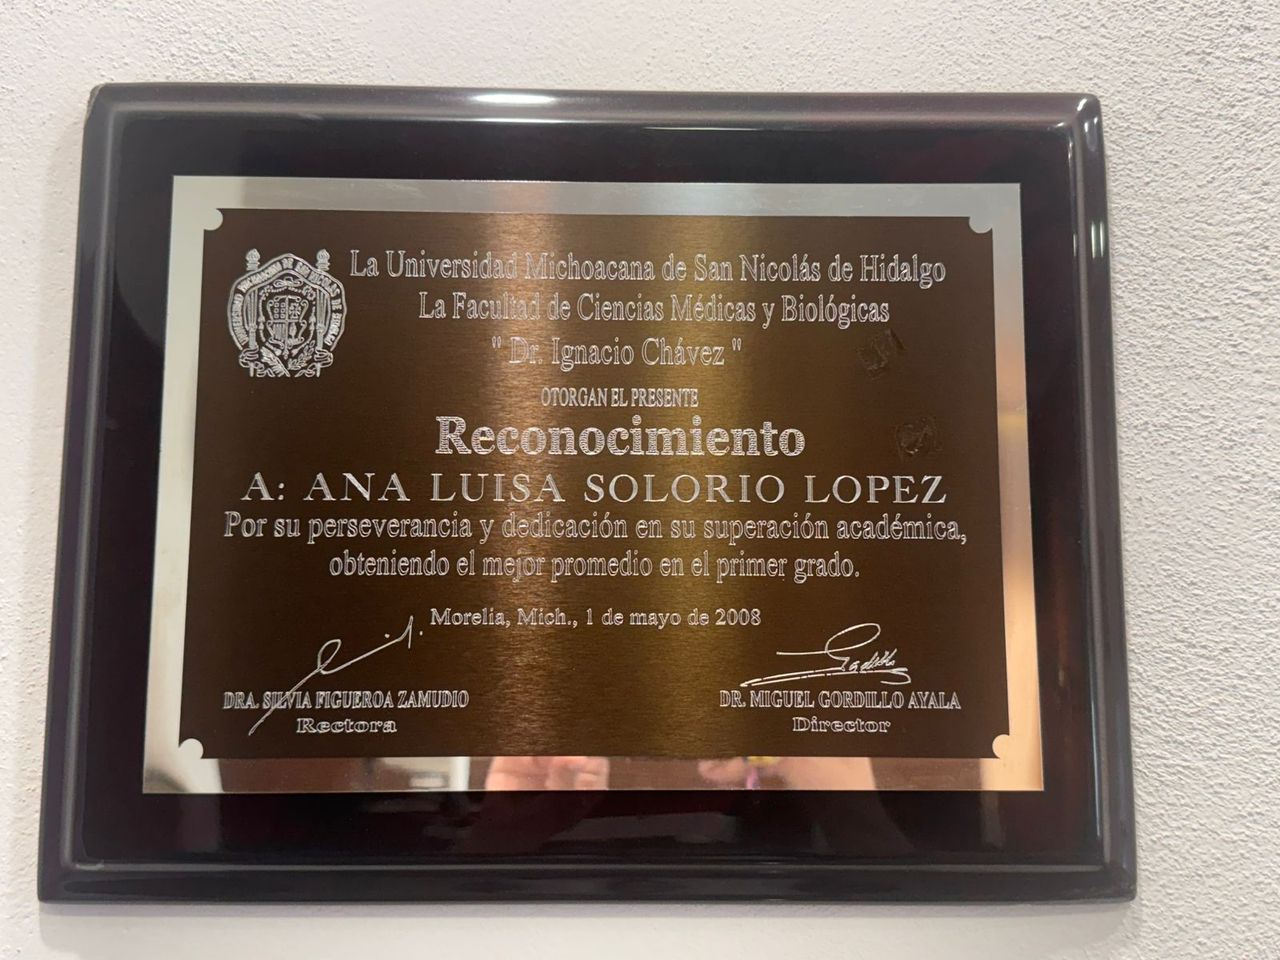 La Universidad Michoacana de San Nicolás de Hidalgo
La Facultad de Ciencias Médicas y Biológicas
" Dr. Ignacio Chávez "
OTORGAN EL PRESENTE
Reconocimiento
A: ANA LUISA SOLORIO LOPEZ
Por su perseverancia y dedicación en su superación académica,
obteniendo el mejor promedio en el primer grado.
Morelia, Mich., 1 de mayo de 2008
DRA. SILVIA FIGUEROA ZAMUDIO
Rectora
DR. MIGUEL GORDILLO AYALA
Director